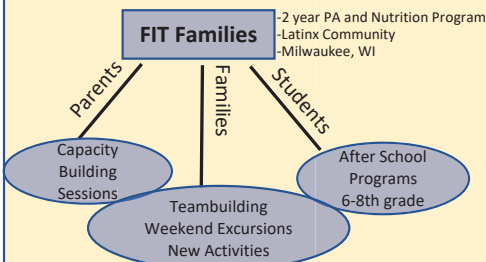 FIT Families
-2 year PA and Nutrition Program
-Latinx Community
-Milwaukee, WI
Parents
Families
Students
Capacity
Building
Sessions
Teambuilding
Weekend Excursions
New Activities
After School
Programs
6-8th grade